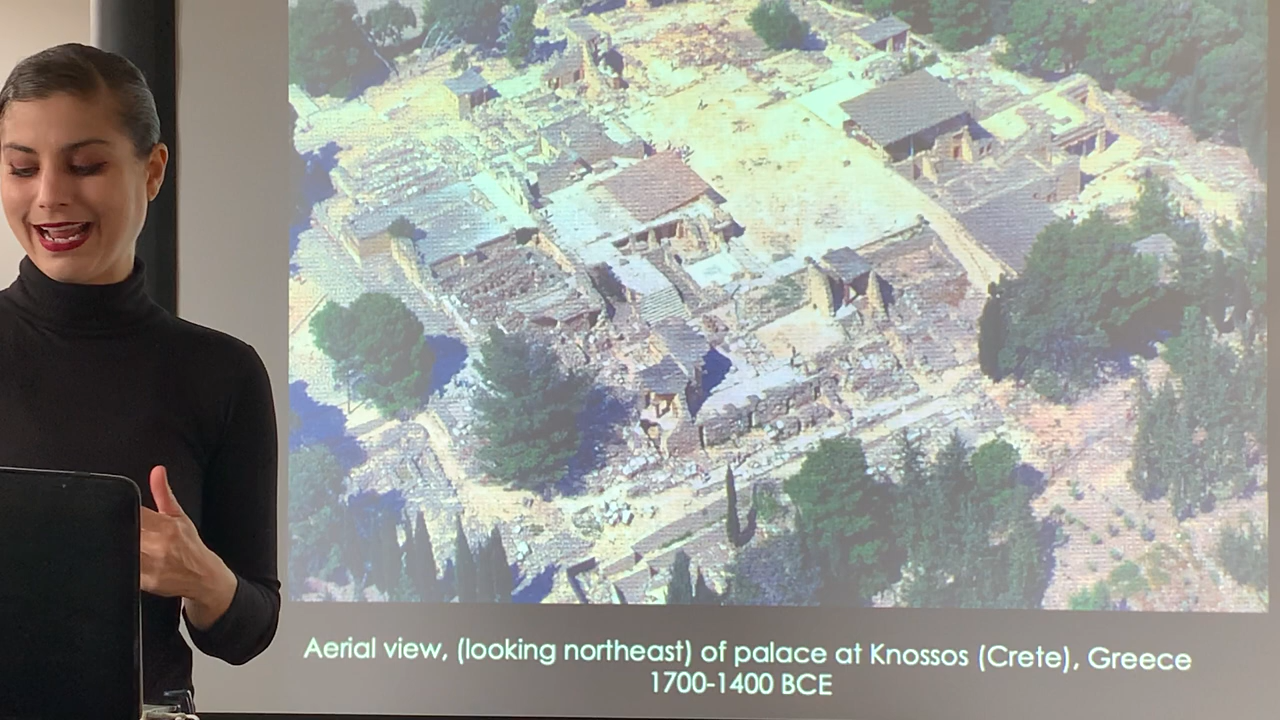 Aerial view, (looking northeast) of palace at Knossos (Crete), Greece
1700-1400 BCE